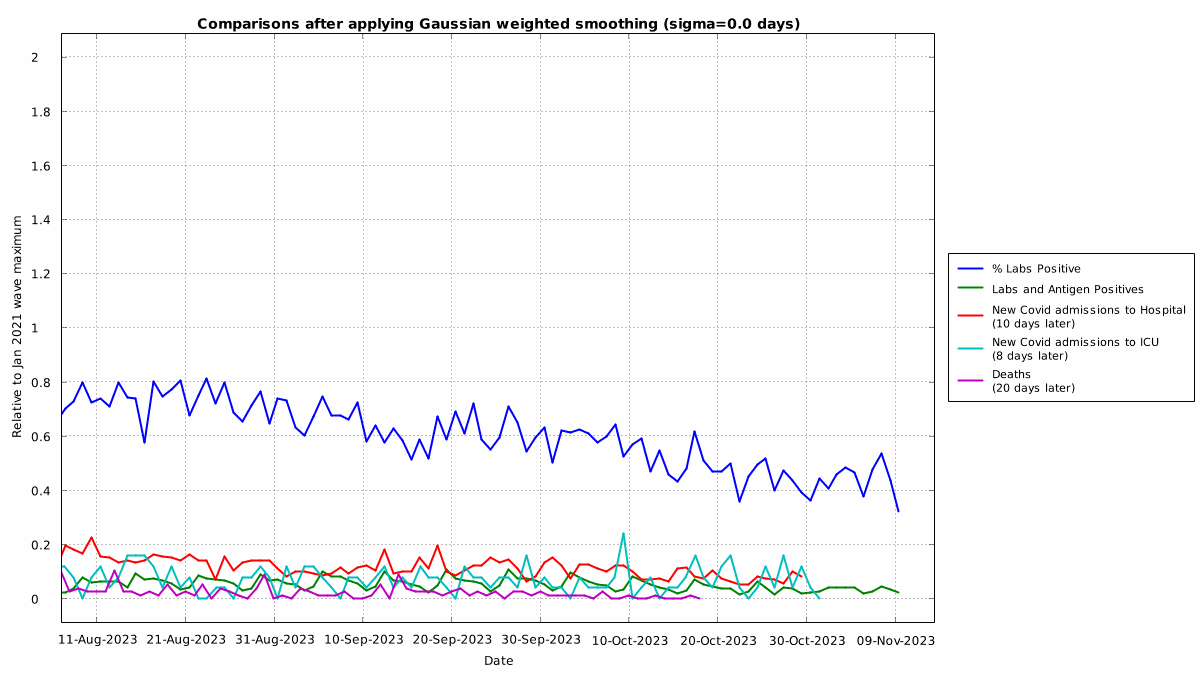 Comparisons after applying Gaussian weighted smoothing (sigma=0.0 days)
Relative to Jan 2021 wave maximum
2
1.8
1.6
1.4
1.2
1
0.8
0.6
0.4
0.2
0
11-Aug-2023 21-Aug-2023 31-Aug-2023 10-Sep-2023 20-Sep-2023 30-Sep-2023 10-Oct-2023 20-Oct-2023 30-Oct-2023 09-Nov-2023
Date
% Labs Positive
Labs and Antigen Positives
New Covid admissions to Hospital
(10 days later)
New Covid admissions to ICU
(8 days later)
Deaths
(20 days later)